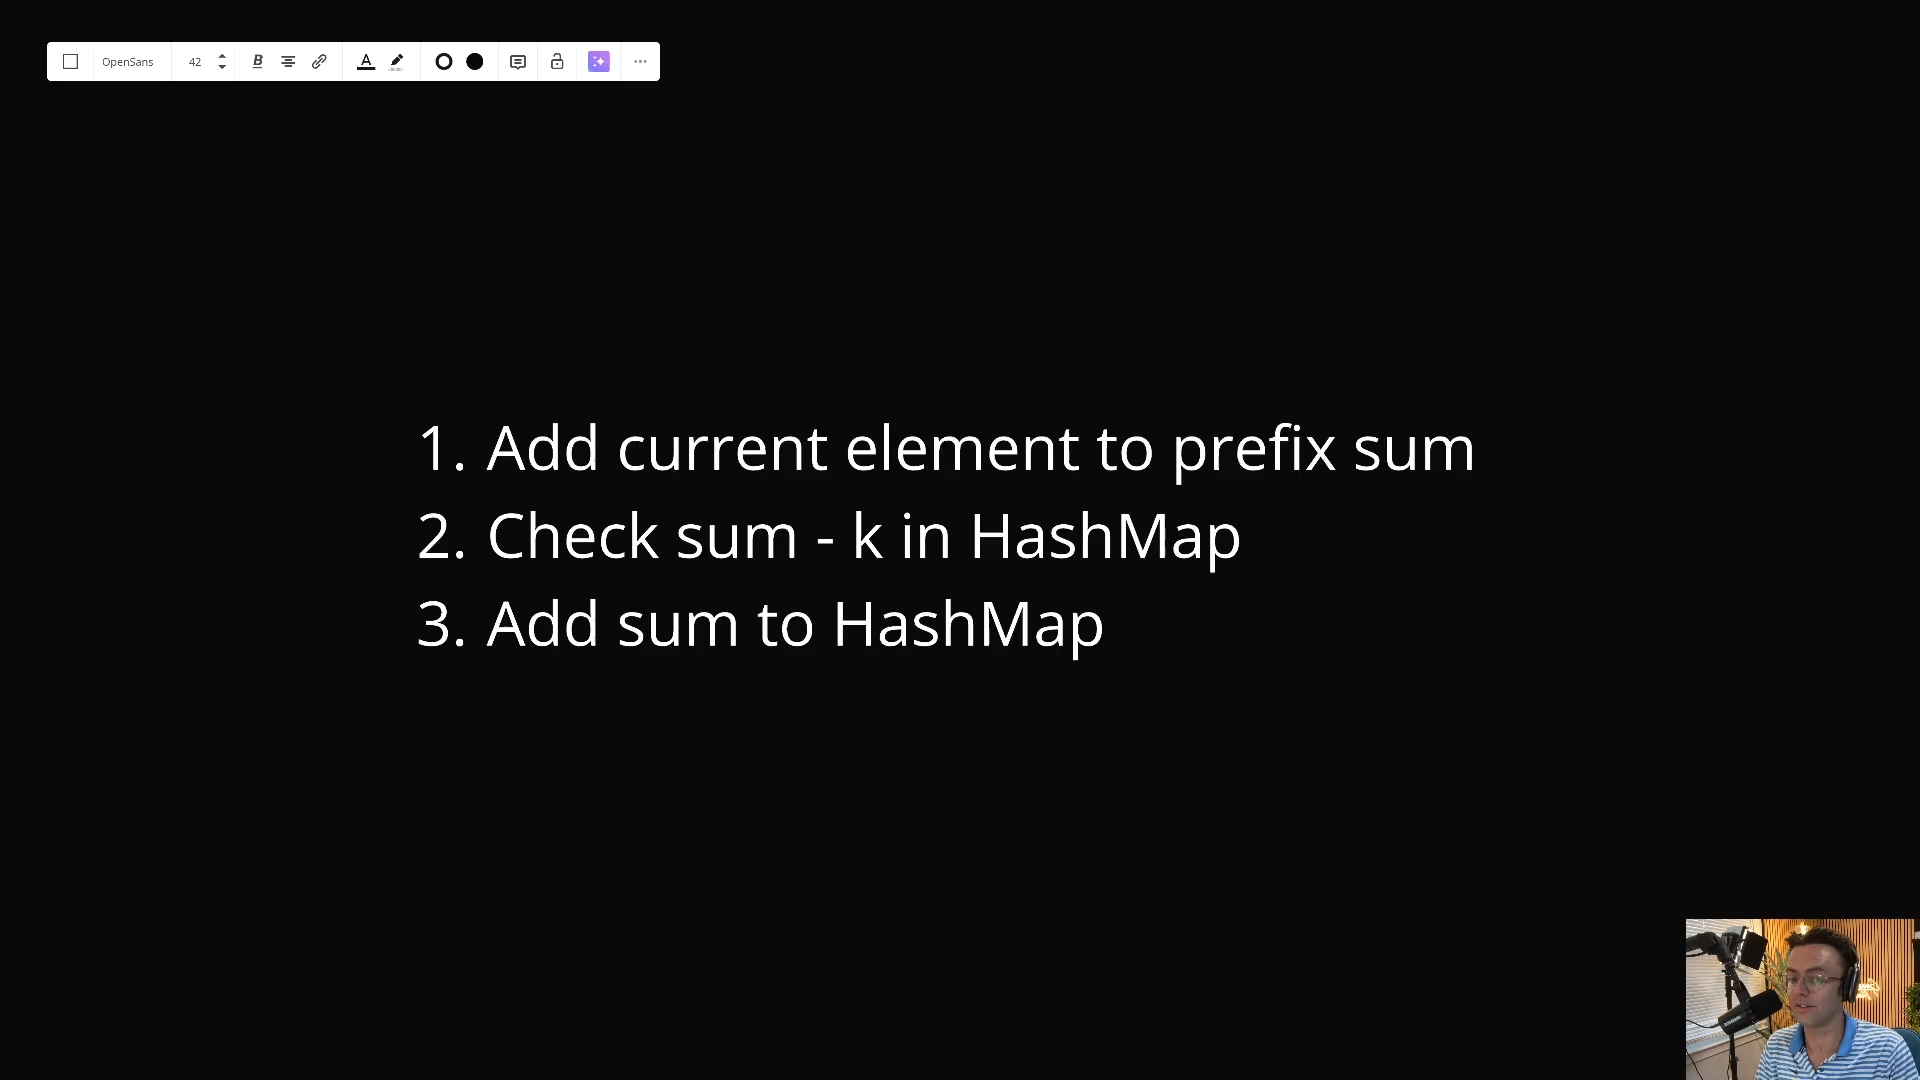 OpenSans 42 B A
1. Add current element to prefix sum
2. Check sum - k in HashMap
3. Add sum to HashMap